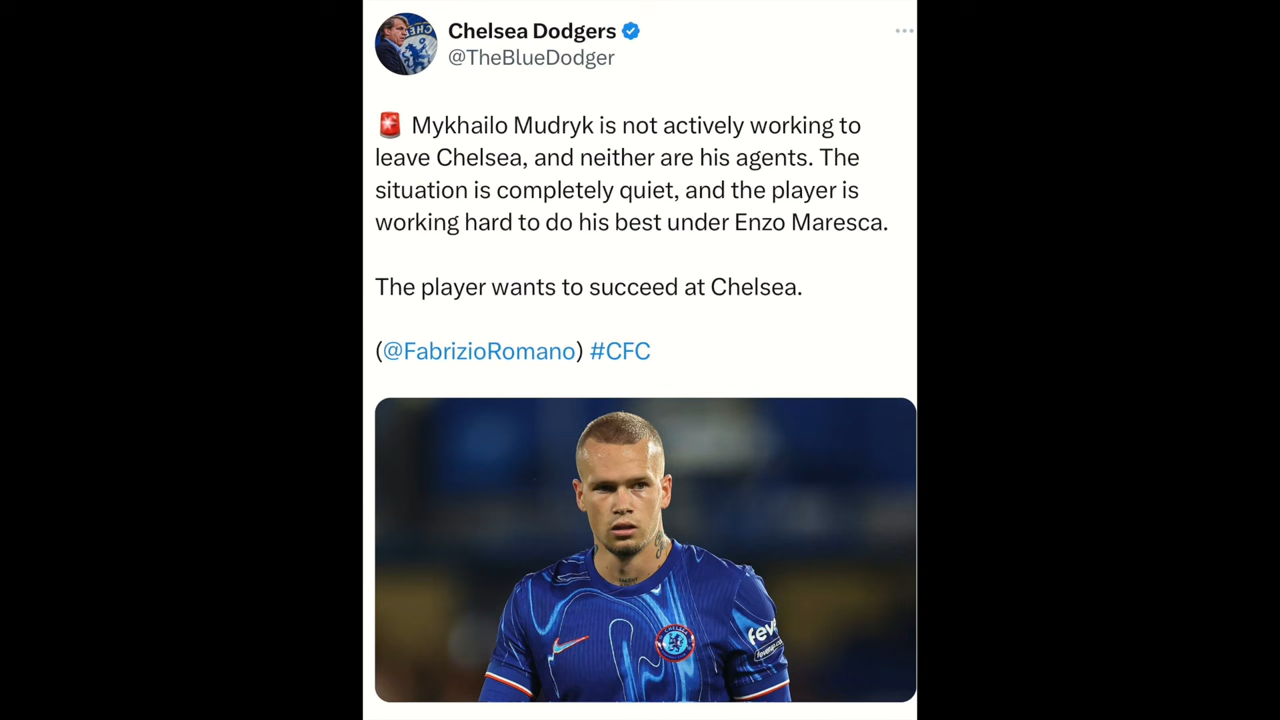 Chelsea Dodgers
@TheBlueDodger
🚨 Mykhailo Mudryk is not actively working to
leave Chelsea, and neither are his agents. The
situation is completely quiet, and the player is
working hard to do his best under Enzo Maresca.
The player wants to succeed at Chelsea.
(@FabrizioRomano) #CFC
CHELSEA